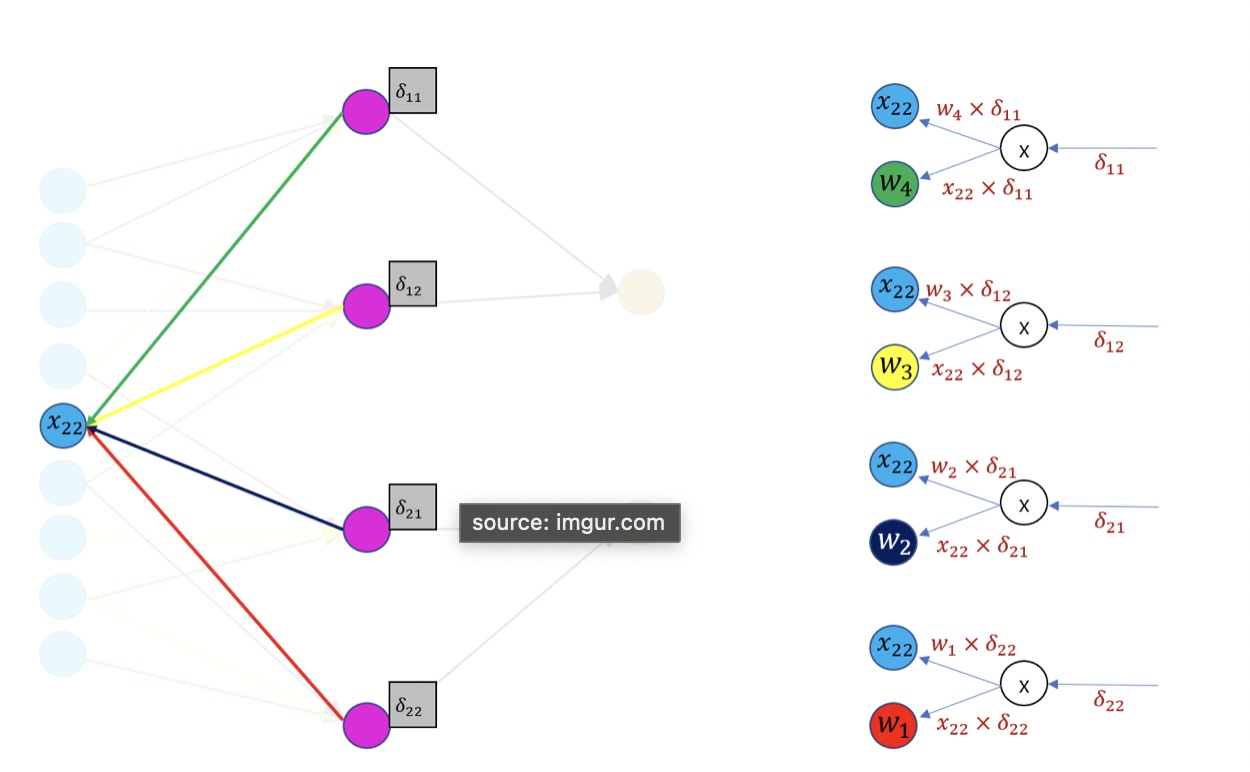 δ₁₁
δ₁₂
x₂₂
δ₂₁
source: imgur.com
δ₂₂
x₂₂
w₄ × δ₁₁
x
δ₁₁
w₄
x₂₂ × δ₁₁
x₂₂
w₃ × δ₁₂
x
δ₁₂
w₃
x₂₂ × δ₁₂
x₂₂
w₂ × δ₂₁
x
δ₂₁
w₂
x₂₂ × δ₂₁
x₂₂
w₁ × δ₂₂
x
δ₂₂
w₁
x₂₂ × δ₂₂